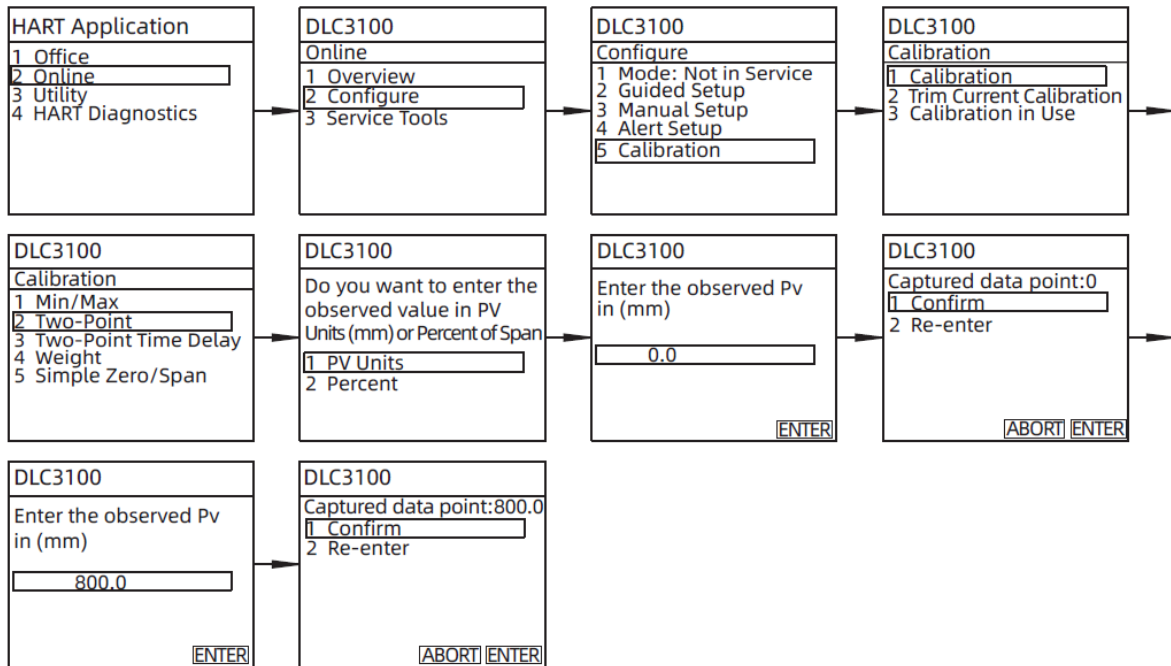 HART Application
1 Office
2 Online
3 Utility
4 HART Diagnostics
DLC3100
Online
1 Overview
2 Configure
3 Service Tools
DLC3100
Configure
1 Mode: Not in Service
2 Guided Setup
3 Manual Setup
4 Alert Setup
5 Calibration
DLC3100
Calibration
1 Calibration
2 Trim Current Calibration
3 Calibration in Use
DLC3100
Calibration
1 Min/Max
2 Two-Point
3 Two-Point Time Delay
4 Weight
5 Simple Zero/Span
DLC3100
Do you want to enter the
observed value in PV
Units (mm) or Percent of Span
1 PV Units
2 Percent
DLC3100
Enter the observed Pv
in (mm)
0.0
ENTER
DLC3100
Captured data point:0
1 Confirm
2 Re-enter
ABORT ENTER
DLC3100
Enter the observed Pv
in (mm)
800.0
ENTER
DLC3100
Captured data point:800.0
1 Confirm
2 Re-enter
ABORT ENTER